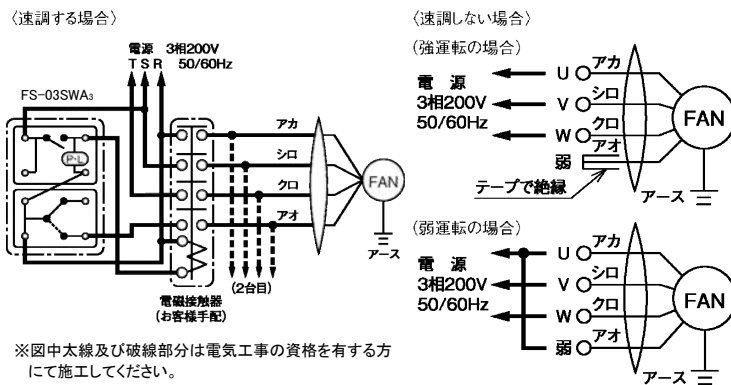 〈速調する場合〉
電源 3相200V
T S R 50/60Hz
FS-03SWA₃
P・L
アカ
シロ
クロ
アオ
FAN
アース
(2台目)
電磁接触器
(お客様手配)
※図中太線及び破線部分は電気工事の資格を有する方
にて施工してください。
〈速調しない場合〉
(強運転の場合)
電 源
3相200V
50/60Hz
U アカ
V シロ
W クロ
弱 アオ
FAN
テープで絶縁
アース
(弱運転の場合)
電 源
3相200V
50/60Hz
U アカ
V シロ
W クロ
弱 アオ
FAN
アース